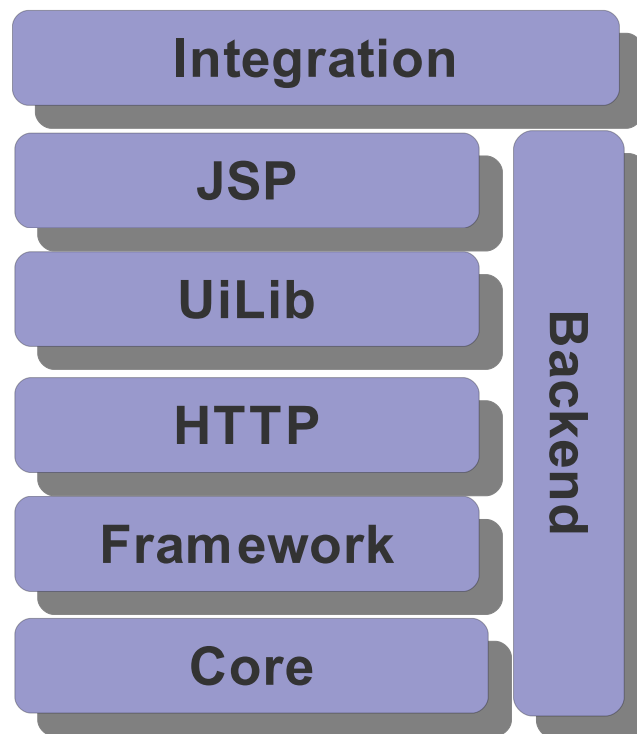 Integration
JSP
UiLib
HTTP
Framework
Core
Backend